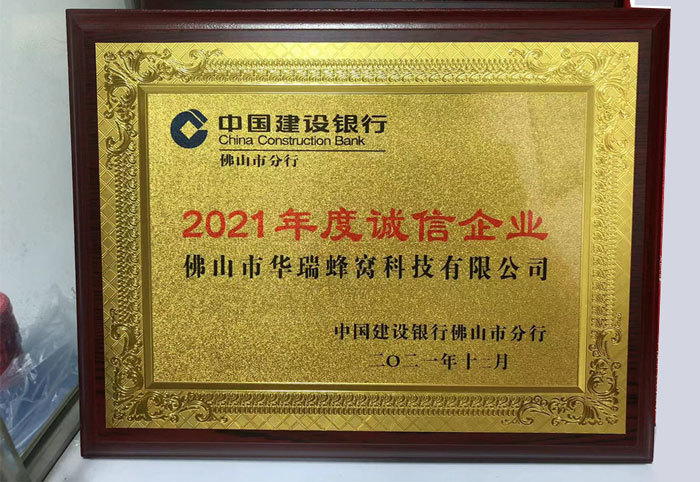 中国建设银行
China Construction Bank
佛山市分行
2021年度诚信企业
佛山市华瑞蜂窝科技有限公司
中国建设银行佛山市分行
二〇二一年十二月